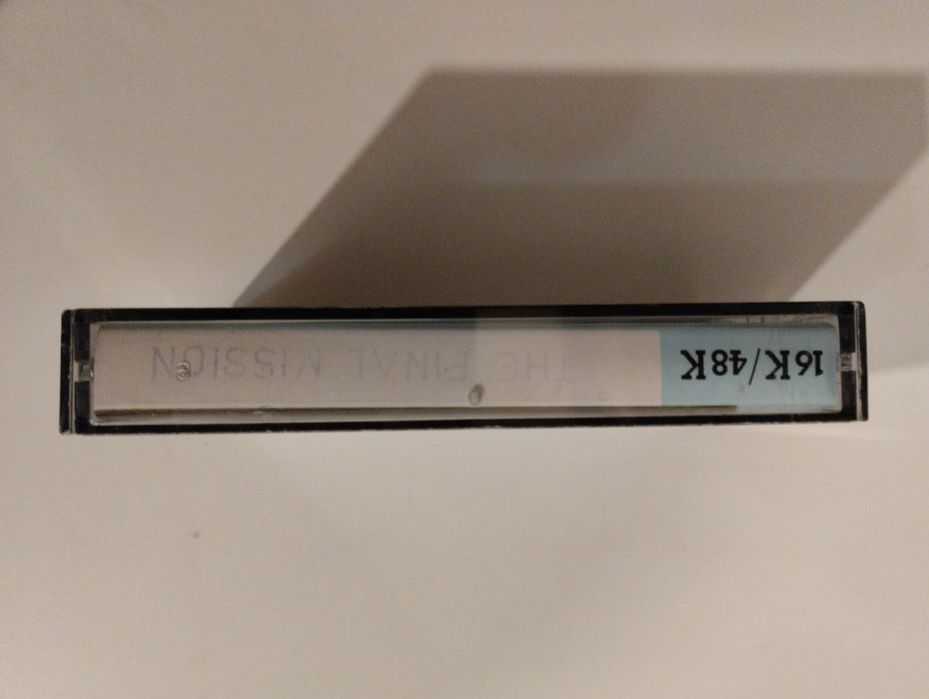 16K/48K THE FINAL MISSION